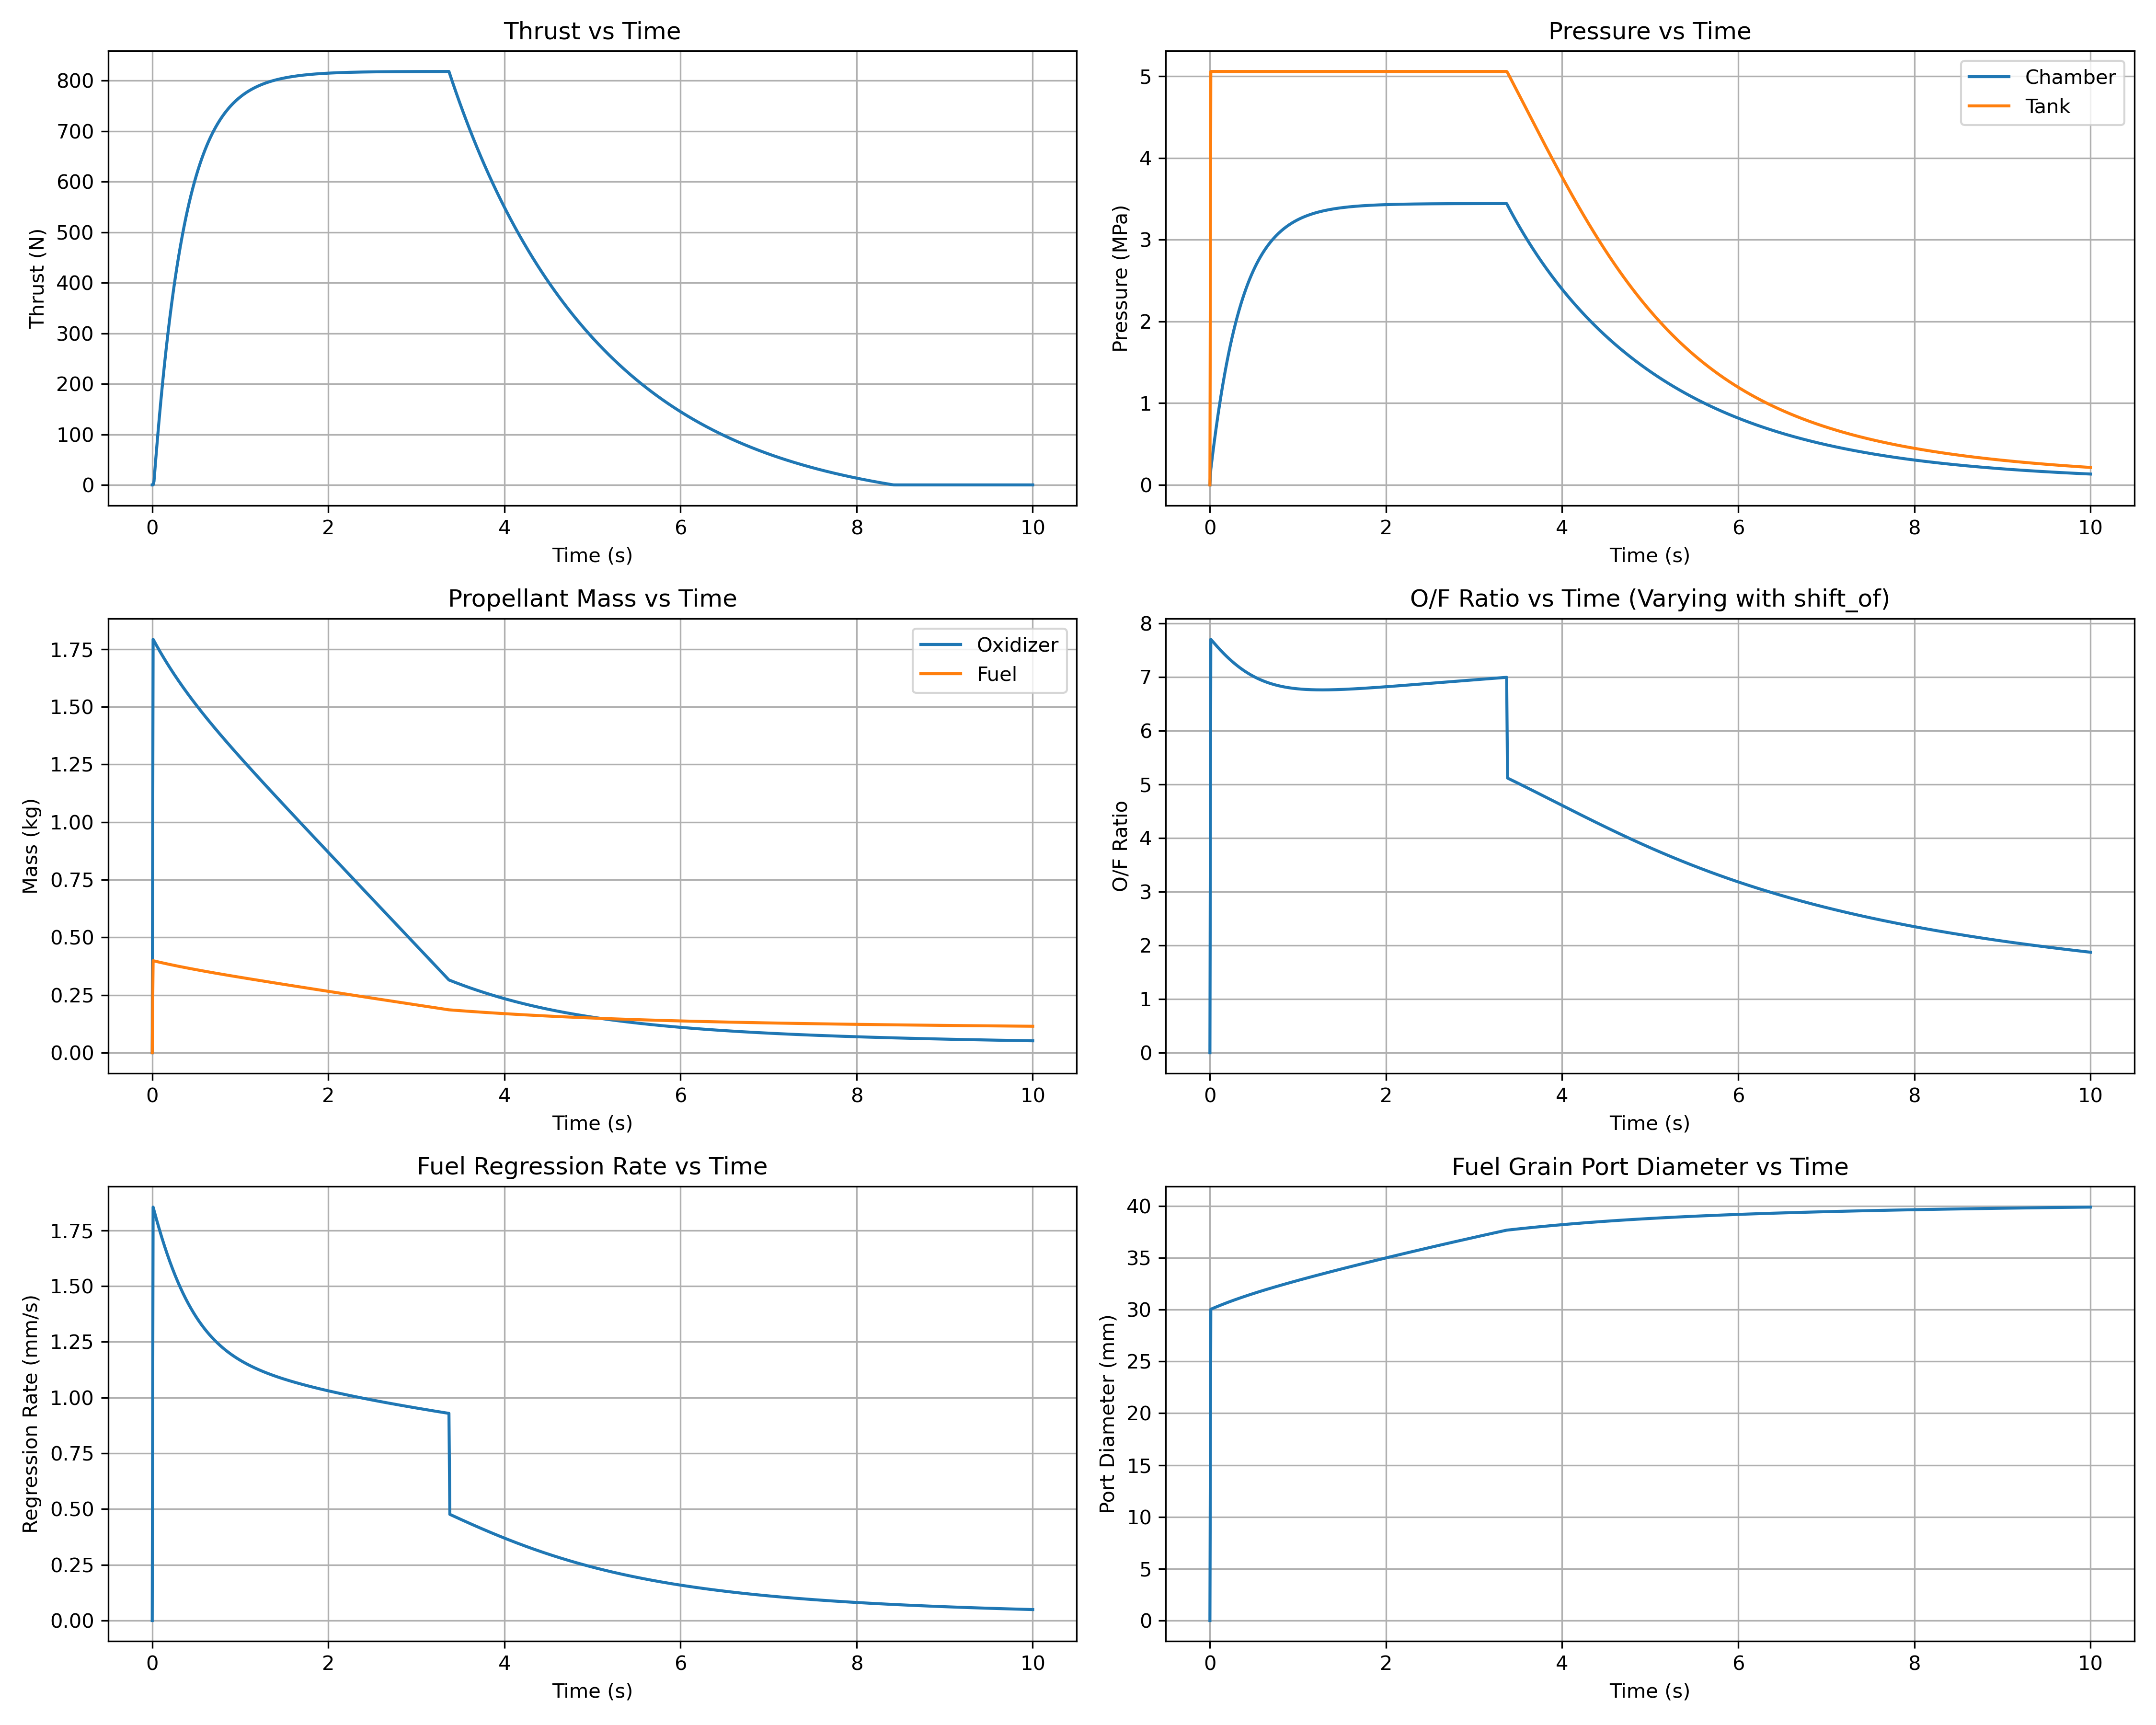 Thrust vs Time
Thrust (N)
800
700
600
500
400
300
200
100
0
0 2 4 6 8 10
Time (s)
Pressure vs Time
Pressure (MPa)
5
4
3
2
1
0
Chamber
Tank
0 2 4 6 8 10
Time (s)
Propellant Mass vs Time
Mass (kg)
1.75
1.50
1.25
1.00
0.75
0.50
0.25
0.00
Oxidizer
Fuel
0 2 4 6 8 10
Time (s)
O/F Ratio vs Time (Varying with shift_of)
O/F Ratio
8
7
6
5
4
3
2
1
0
0 2 4 6 8 10
Time (s)
Fuel Regression Rate vs Time
Regression Rate (mm/s)
1.75
1.50
1.25
1.00
0.75
0.50
0.25
0.00
0 2 4 6 8 10
Time (s)
Fuel Grain Port Diameter vs Time
Port Diameter (mm)
40
35
30
25
20
15
10
5
0
0 2 4 6 8 10
Time (s)